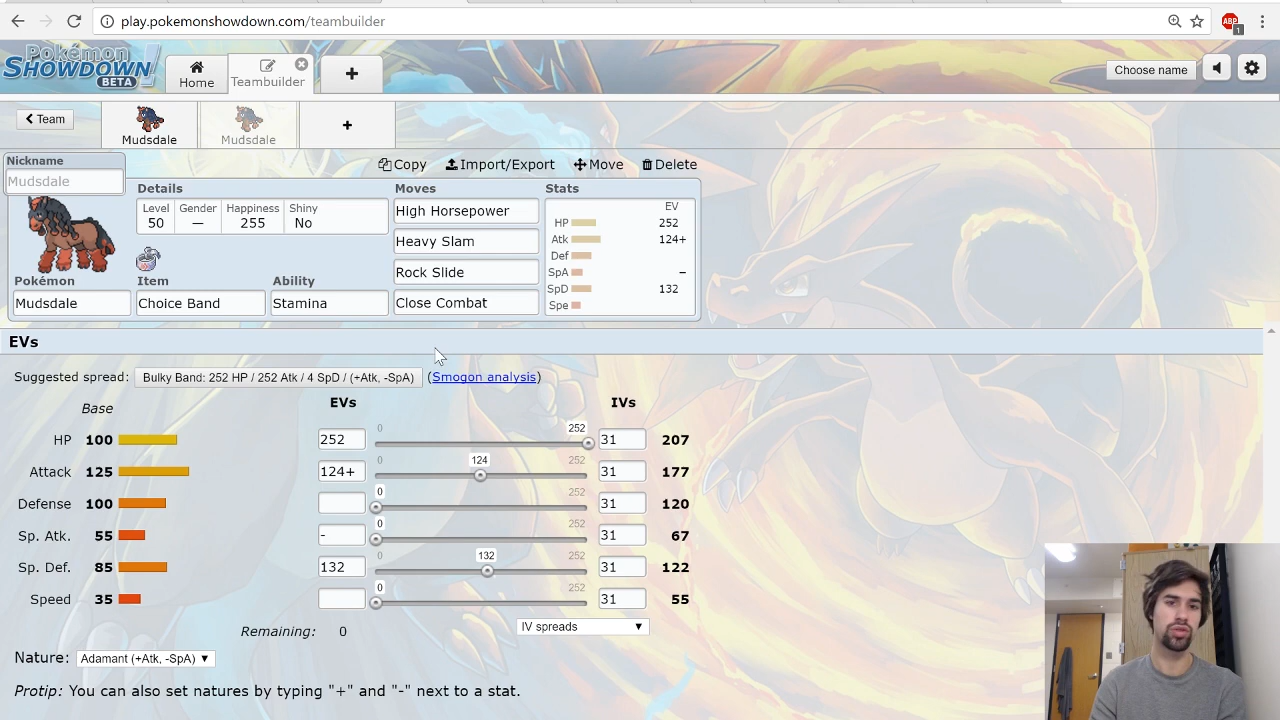 play.pokemonshowdown.com/teambuilder
ABP
1
Pokémon
SHOWDOWN!
BETA
Home
Teambuilder
+
Choose name
Team
Mudsdale
Mudsdale
+
Nickname
Mudsdale
Copy
Import/Export
Move
Delete
Details
Moves
Stats
Level
Gender
Happiness
Shiny
50
—
255
No
High Horsepower
Heavy Slam
Rock Slide
Close Combat
EV
HP 252
Atk 124+
Def
SpA –
SpD 132
Spe
Pokémon
Item
Ability
Mudsdale
Choice Band
Stamina
EVs
Suggested spread: Bulky Band: 252 HP / 252 Atk / 4 SpD / (+Atk, -SpA) (Smogon analysis)
Base EVs IVs
0 252
HP 100 252 31 207
0 124 252
Attack 125 124+ 31 177
0 252
Defense 100 31 120
0 252
Sp. Atk. 55 - 31 67
0 132 252
Sp. Def. 85 132 31 122
0 252
Speed 35 31 55
Remaining: 0 IV spreads
Nature: Adamant (+Atk, -SpA)
Protip: You can also set natures by typing "+" and "-" next to a stat.